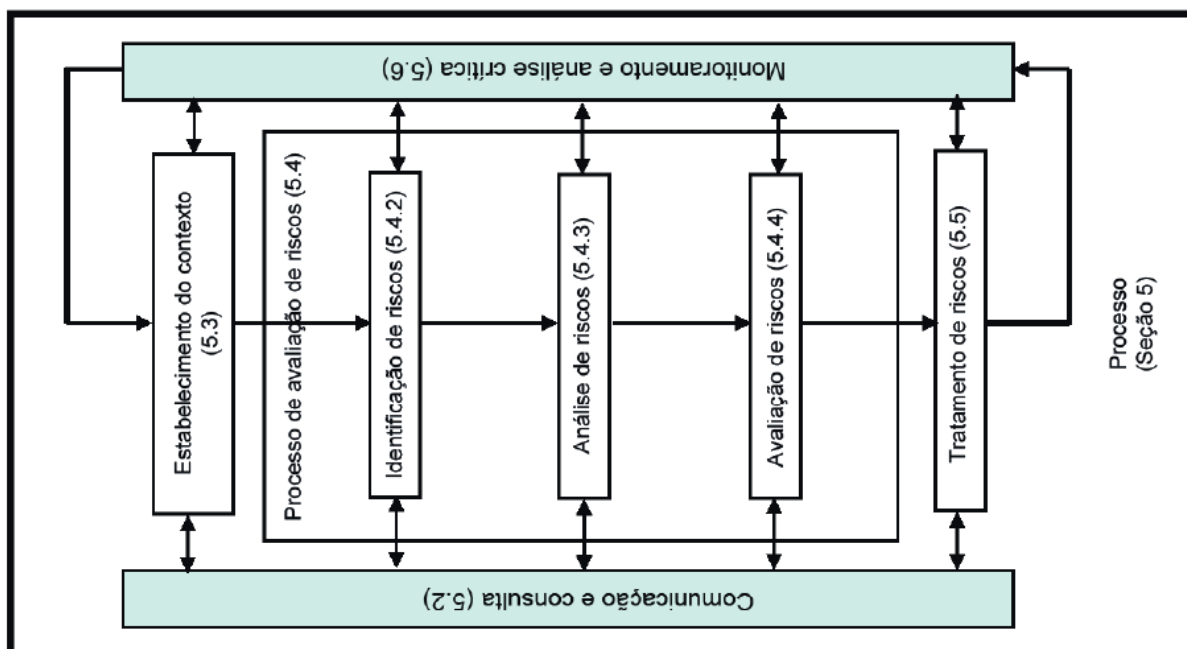 Estabelecimento do contexto
(5.3)
Processo de avaliação de riscos (5.4)
Identificação de riscos (5.4.2)
Análise de riscos (5.4.3)
Avaliação de riscos (5.4.4)
Tratamento de riscos (5.5)
Comunicação e consulta (5.2)
Monitoramento e análise crítica (5.6)
Processo
(Seção 5)